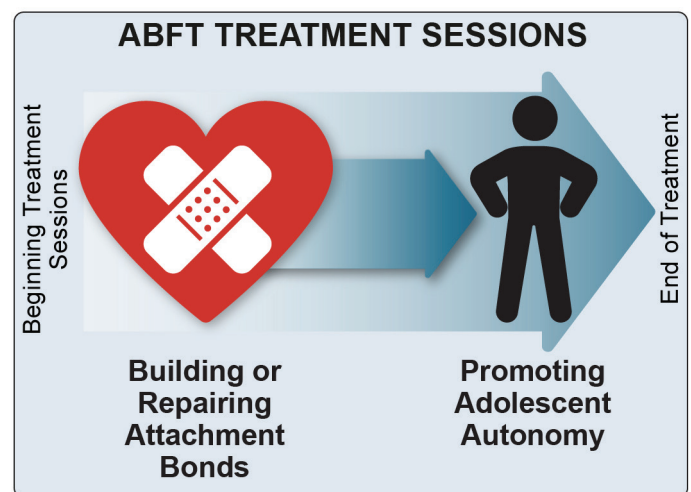 ABFT TREATMENT SESSIONS
Beginning Treatment
Sessions
End of Treatment
Building or
Repairing
Attachment
Bonds
Promoting
Adolescent
Autonomy